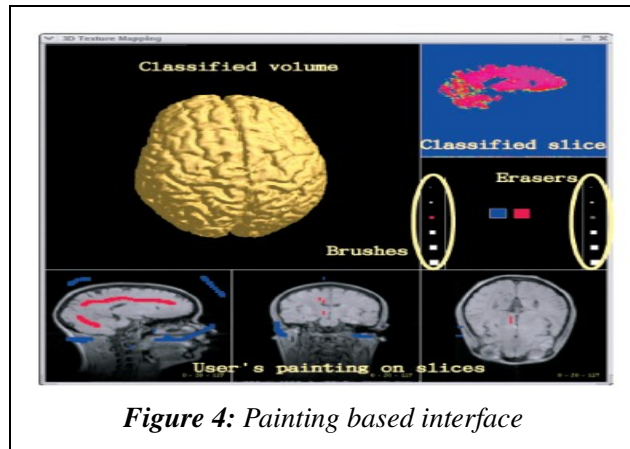 3D Texture Mapping
Classified volume
Classified slice
Erasers
Brushes
User's painting on slices
Figure 4: Painting based interface